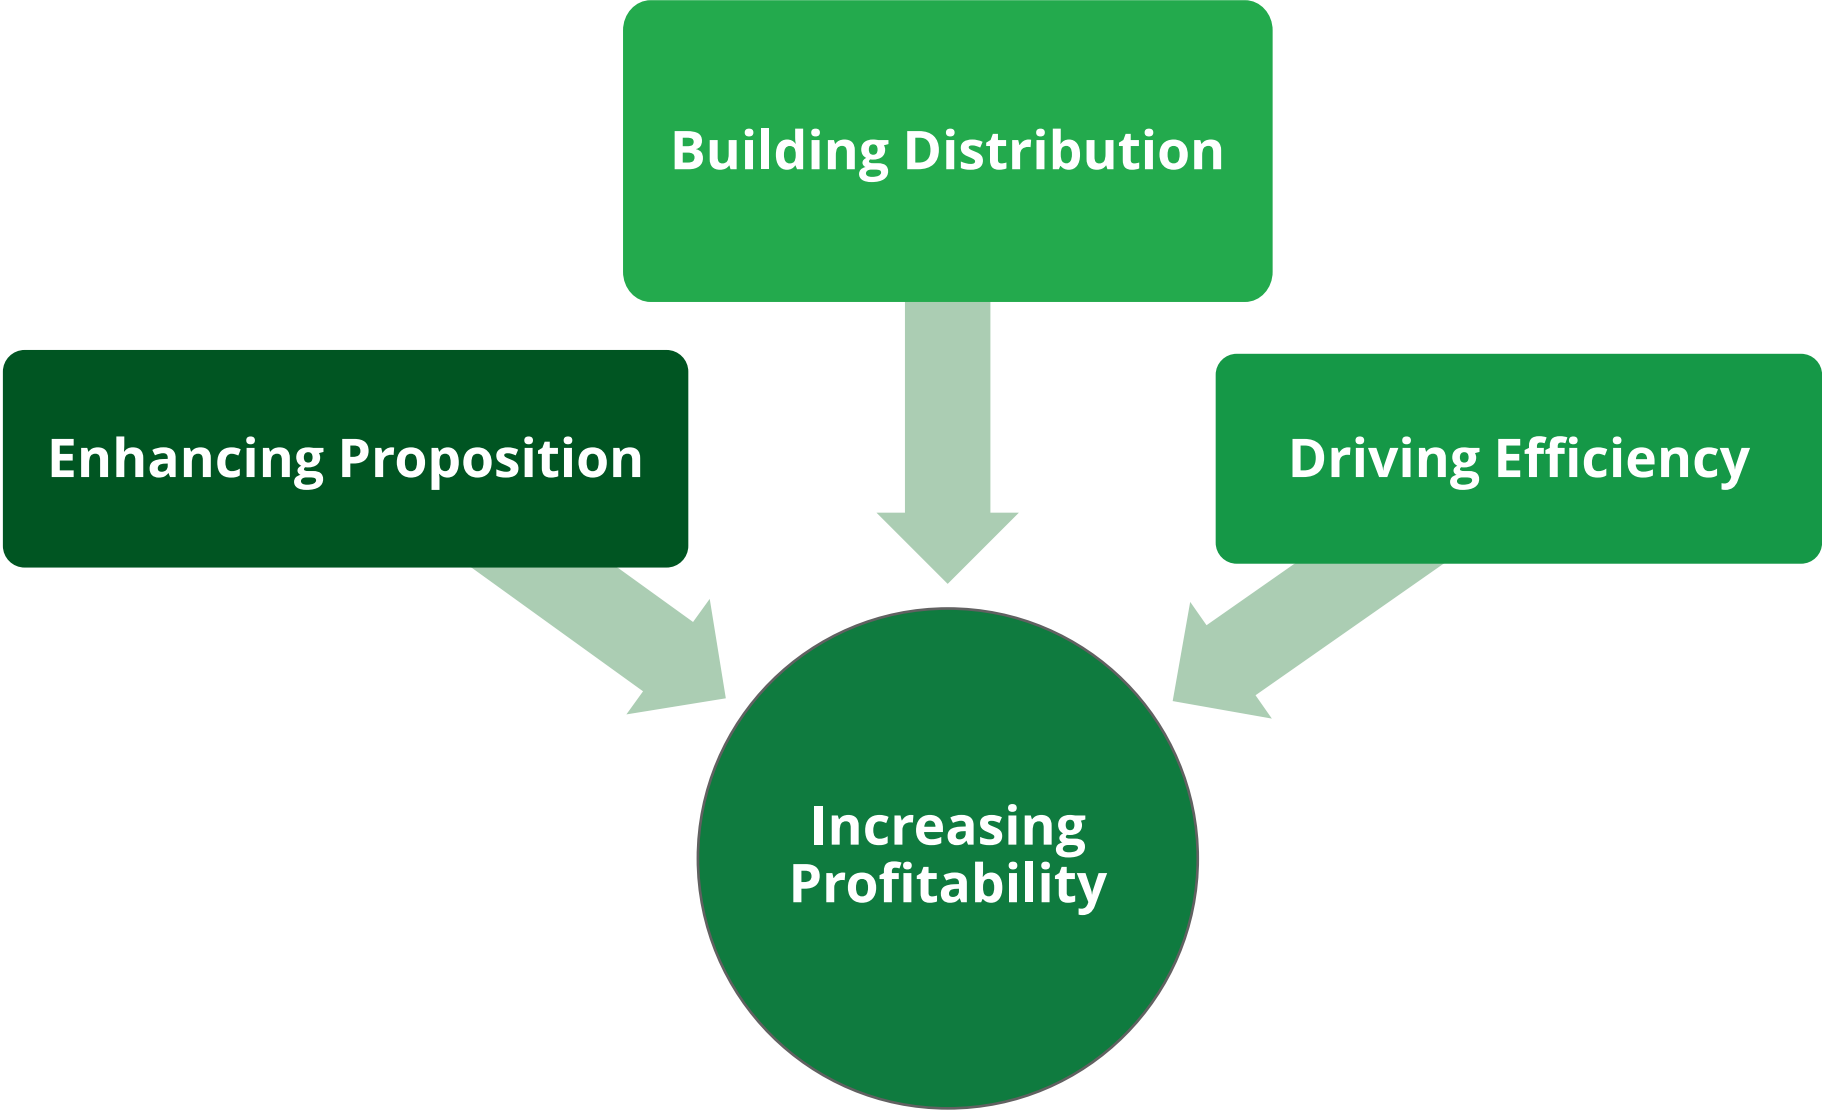 Building Distribution
Enhancing Proposition
Driving Efficiency
Increasing
Profitability